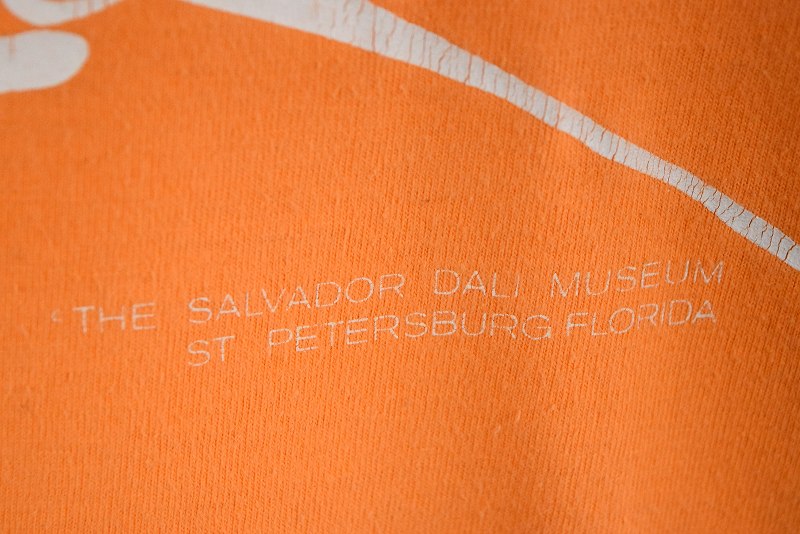 © THE SALVADOR DALI MUSEUM
ST PETERSBURG FLORIDA